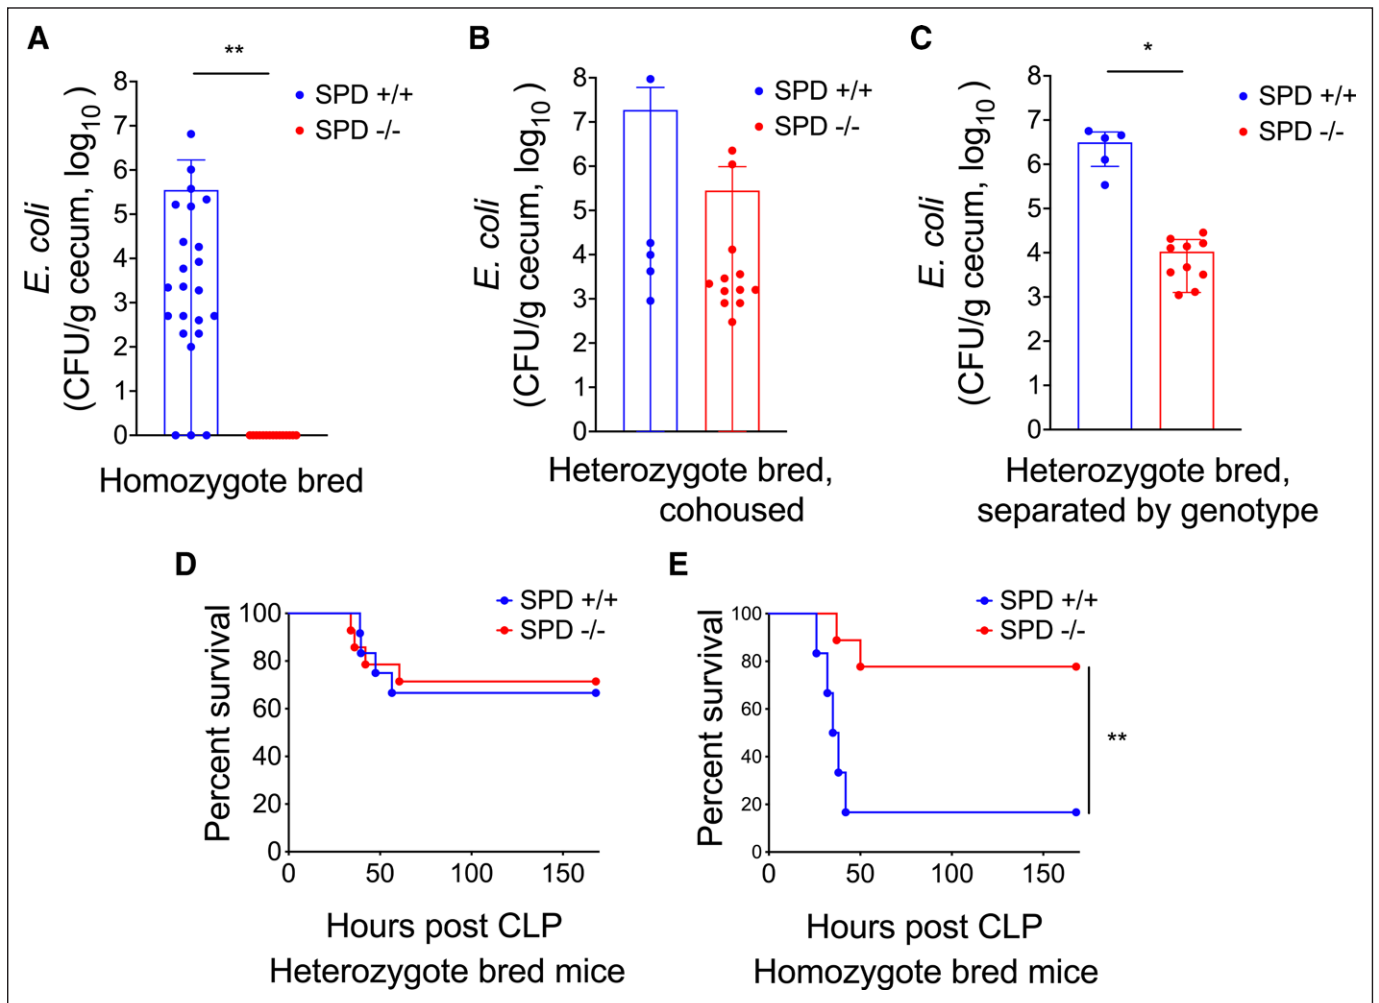 A
**
E. coli
(CFU/g cecum, log10)
8
7
6
5
4
3
2
1
0
SPD +/+
SPD -/-
Homozygote bred
B
E. coli
(CFU/g cecum, log10)
8
7
6
5
4
3
2
1
0
SPD +/+
SPD -/-
Heterozygote bred,
cohoused
C
*
E. coli
(CFU/g cecum, log10)
8
7
6
5
4
3
2
1
0
SPD +/+
SPD -/-
Heterozygote bred,
separated by genotype
D
Percent survival
100
80
60
40
20
0
SPD +/+
SPD -/-
0 50 100 150
Hours post CLP
Heterozygote bred mice
E
Percent survival
100
80
60
40
20
0
SPD +/+
SPD -/-
**
0 50 100 150
Hours post CLP
Homozygote bred mice